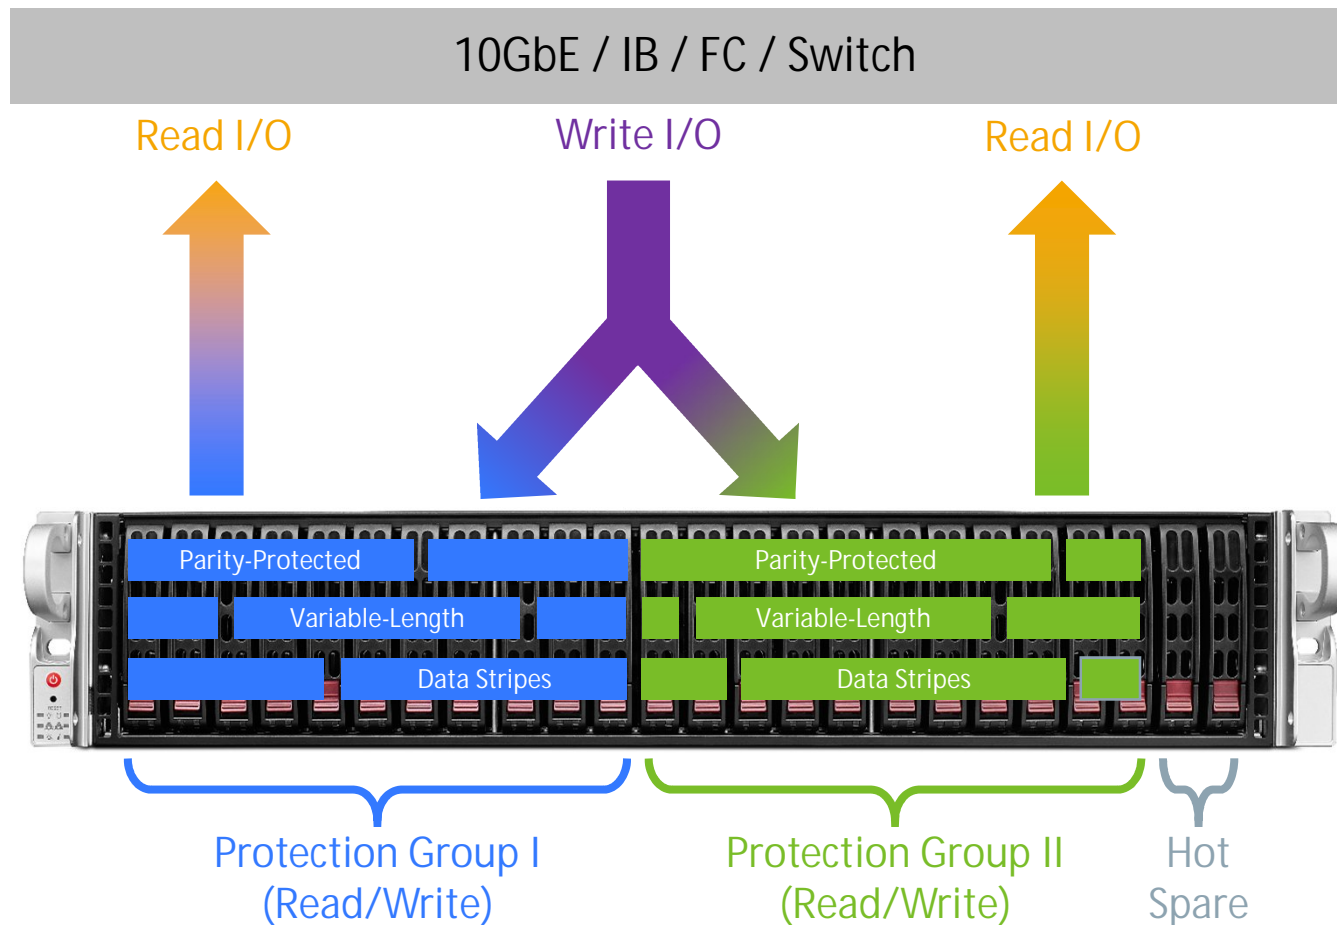 10GbE / IB / FC / Switch
Read I/O
Write I/O
Read I/O
Parity-Protected
Parity-Protected
Variable-Length
Variable-Length
Data Stripes
Data Stripes
RESET
Protection Group I
(Read/Write)
Protection Group II
(Read/Write)
Hot
Spare